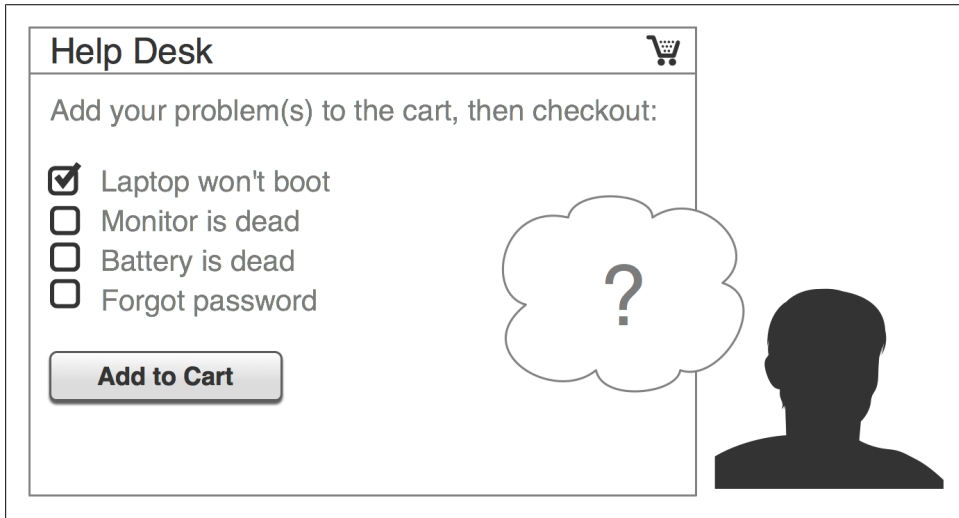 Help Desk
Add your problem(s) to the cart, then checkout:
Laptop won't boot
Monitor is dead
Battery is dead
Forgot password
?
Add to Cart